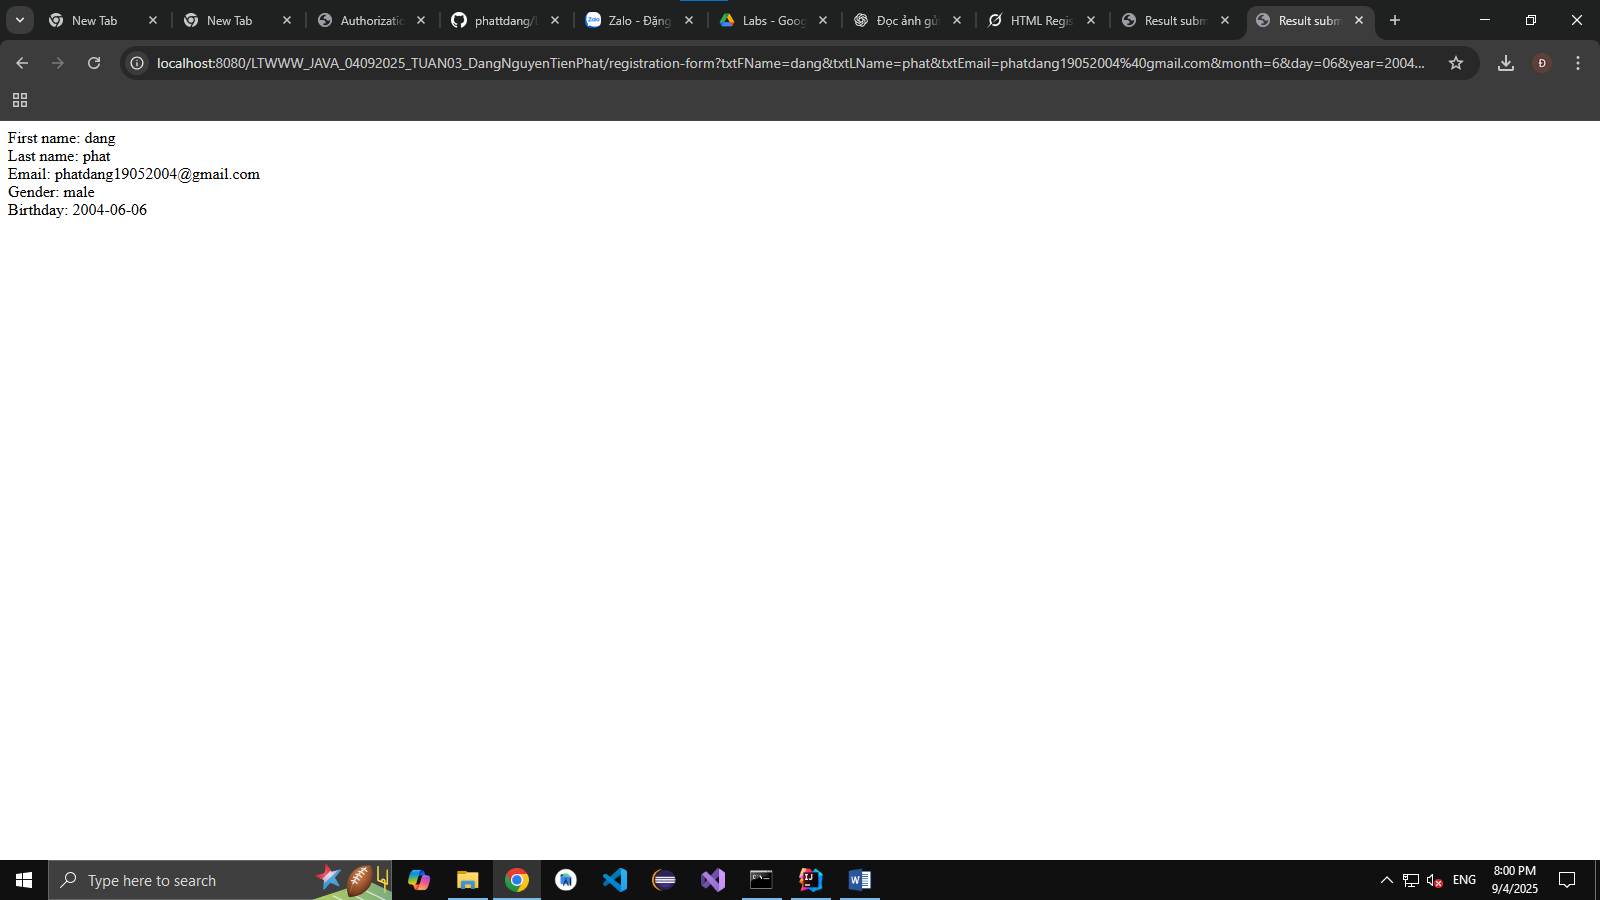 New Tab
New Tab
Authorizatio
phattdang/L
Zalo - Đặng
Labs - Goog
Đọc ảnh gử
HTML Regis
Result subm
Result subm
localhost:8080/LTWWW_JAVA_04092025_TUAN03_DangNguyenTienPhat/registration-form?txtFName=dang&txtLName=phat&txtEmail=phatdang19052004%40gmail.com&month=6&day=06&year=2004...
Đ
First name: dang
Last name: phat
Email: phatdang19052004@gmail.com
Gender: male
Birthday: 2004-06-06
Type here to search
ENG
8:00 PM
9/4/2025